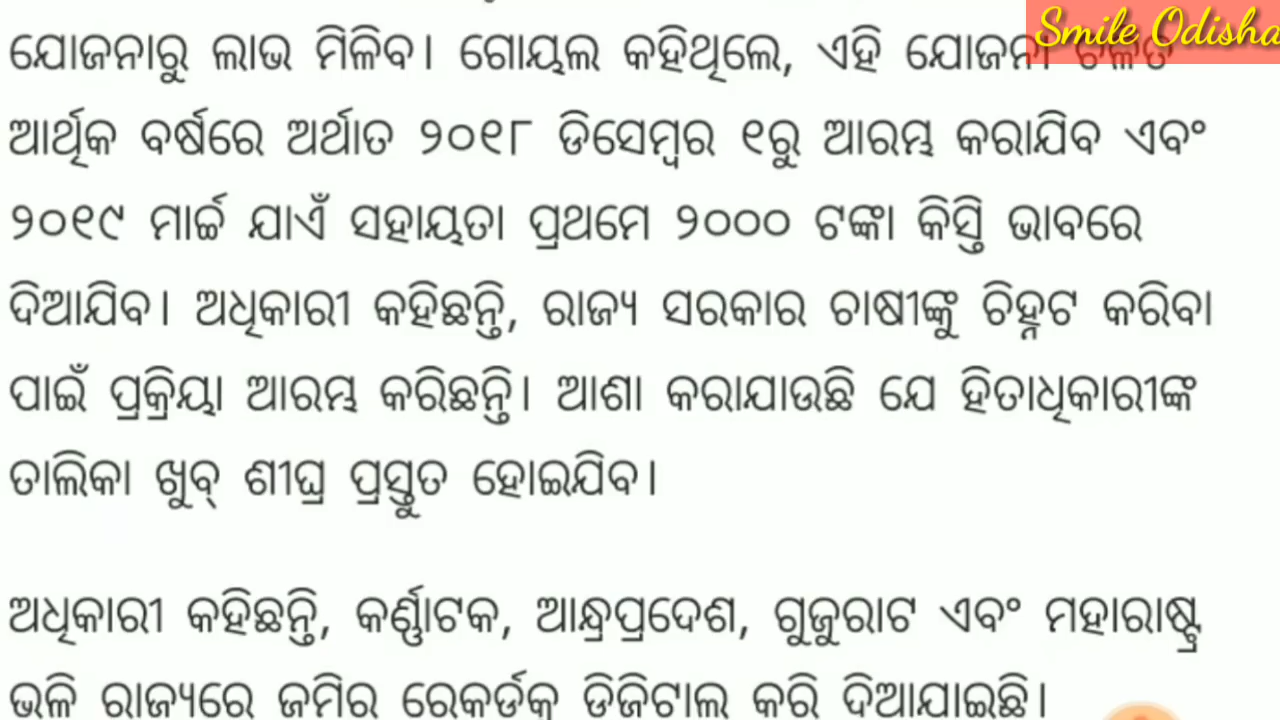 Smile Odisha
ଯୋଜନାରୁ ଲାଭ ମିଳିବ। ଗୋୟଲ କହିଥିଲେ, ଏହି ଯୋଜନା ଚଳିତ
ଆର୍ଥିକ ବର୍ଷରେ ଅର୍ଥାତ ୨୦୧୮ ଡିସେମ୍ବର ୧ରୁ ଆରମ୍ଭ କରାଯିବ ଏବଂ
୨୦୧୯ ମାର୍ଚ୍ଚ ଯାଏଁ ସହାୟତା ପ୍ରଥମେ ୨୦୦୦ ଟଙ୍କା କିସ୍ତି ଭାବରେ
ଦିଆଯିବ। ଅଧିକାରୀ କହିଛନ୍ତି, ରାଜ୍ୟ ସରକାର ଚାଷୀଙ୍କୁ ଚିହ୍ନଟ କରିବା
ପାଇଁ ପ୍ରକ୍ରିୟା ଆରମ୍ଭ କରିଛନ୍ତି। ଆଶା କରାଯାଉଛି ଯେ ହିତାଧିକାରୀଙ୍କ
ତାଲିକା ଖୁବ୍ ଶୀଘ୍ର ପ୍ରସ୍ତୁତ ହୋଇଯିବ।
ଅଧିକାରୀ କହିଛନ୍ତି, କର୍ଣ୍ଣାଟକ, ଆନ୍ଧ୍ରପ୍ରଦେଶ, ଗୁଜୁରାଟ ଏବଂ ମହାରାଷ୍ଟ୍ର
ଭଳି ରାଜ୍ୟରେ ଜମିର ରେକର୍ଡକୁ ଡିଜିଟାଲ କରି ଦିଆଯାଇଛି।